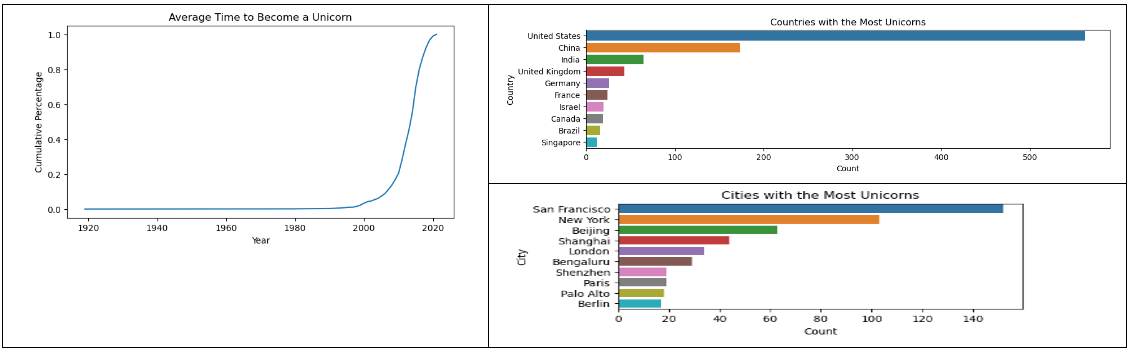 Average Time to Become a Unicorn
1.0
0.8
0.6
0.4
0.2
0.0
Cumulative Percentage
1920 1940 1960 1980 2000 2020
Year
Countries with the Most Unicorns
United States
China
India
United Kingdom
Germany
France
Israel
Canada
Brazil
Singapore
Country
0 100 200 300 400 500
Count
Cities with the Most Unicorns
San Francisco
New York
Beijing
Shanghai
London
Bengaluru
Shenzhen
Paris
Palo Alto
Berlin
City
0 20 40 60 80 100 120 140
Count